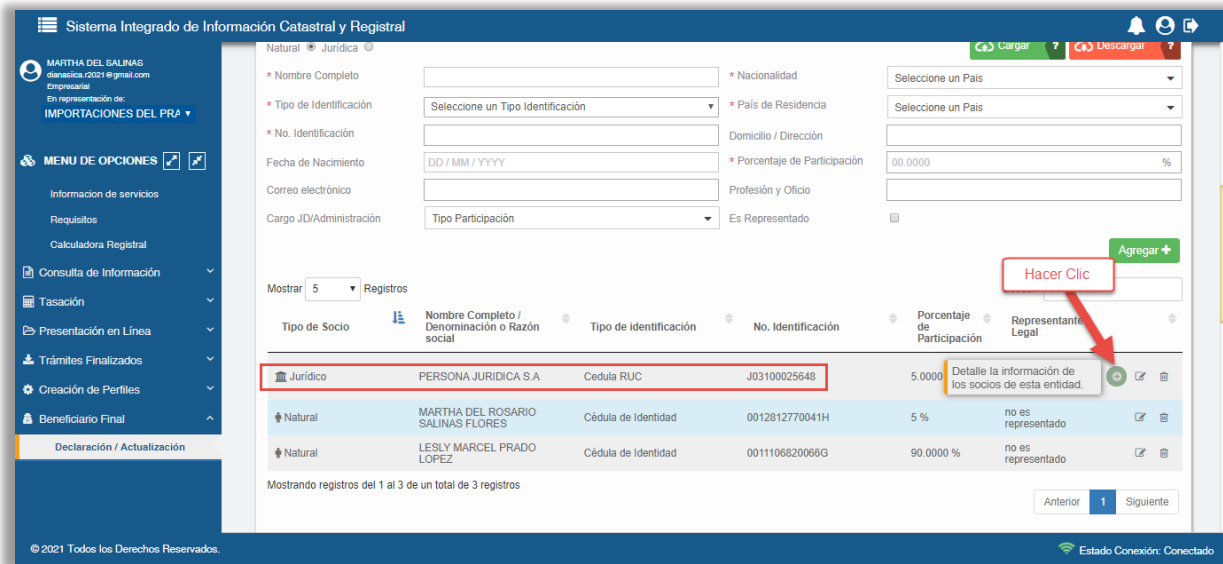 Sistema Integrado de Información Catastral y Registral
MARTHA DEL SALINAS
dianasiica.r2021@gmail.com
Empresarial
En representación de:
IMPORTACIONES DEL PRA
MENU DE OPCIONES
Informacion de servicios
Requisitos
Calculadora Registral
Consulta de Información
Tasación
Presentación en Línea
Trámites Finalizados
Creación de Perfiles
Beneficiario Final
Declaración / Actualización
Natural Jurídica
Cargar ? Descargar ?
* Nombre Completo
* Nacionalidad Seleccione un Pais
* Tipo de Identificación Seleccione un Tipo Identificación
* País de Residencia Seleccione un Pais
* No. Identificación
Domicilio / Dirección
Fecha de Nacimiento DD / MM / YYYY
* Porcentaje de Participación 00.0000 %
Correo electrónico
Profesión y Oficio
Cargo JD/Administración Tipo Participación
Es Representado
Agregar +
Hacer Clic
Mostrar 5 Registros
Tipo de Socio
Nombre Completo /
Denominación o Razón
social
Tipo de identificación
No. Identificación
Porcentaje
de
Participación
Representante
Legal
Jurídico PERSONA JURIDICA S.A Cedula RUC J03100025648 5.0000
Detalle la información de
los socios de esta entidad.
Natural MARTHA DEL ROSARIO
SALINAS FLORES
Cédula de Identidad 0012812770041H 5 % no es
representado
Natural LESLY MARCEL PRADO
LOPEZ
Cédula de Identidad 0011106820066G 90.0000 % no es
representado
Mostrando registros del 1 al 3 de un total de 3 registros
Anterior 1 Siguiente
© 2021 Todos los Derechos Reservados.
Estado Conexión: Conectado